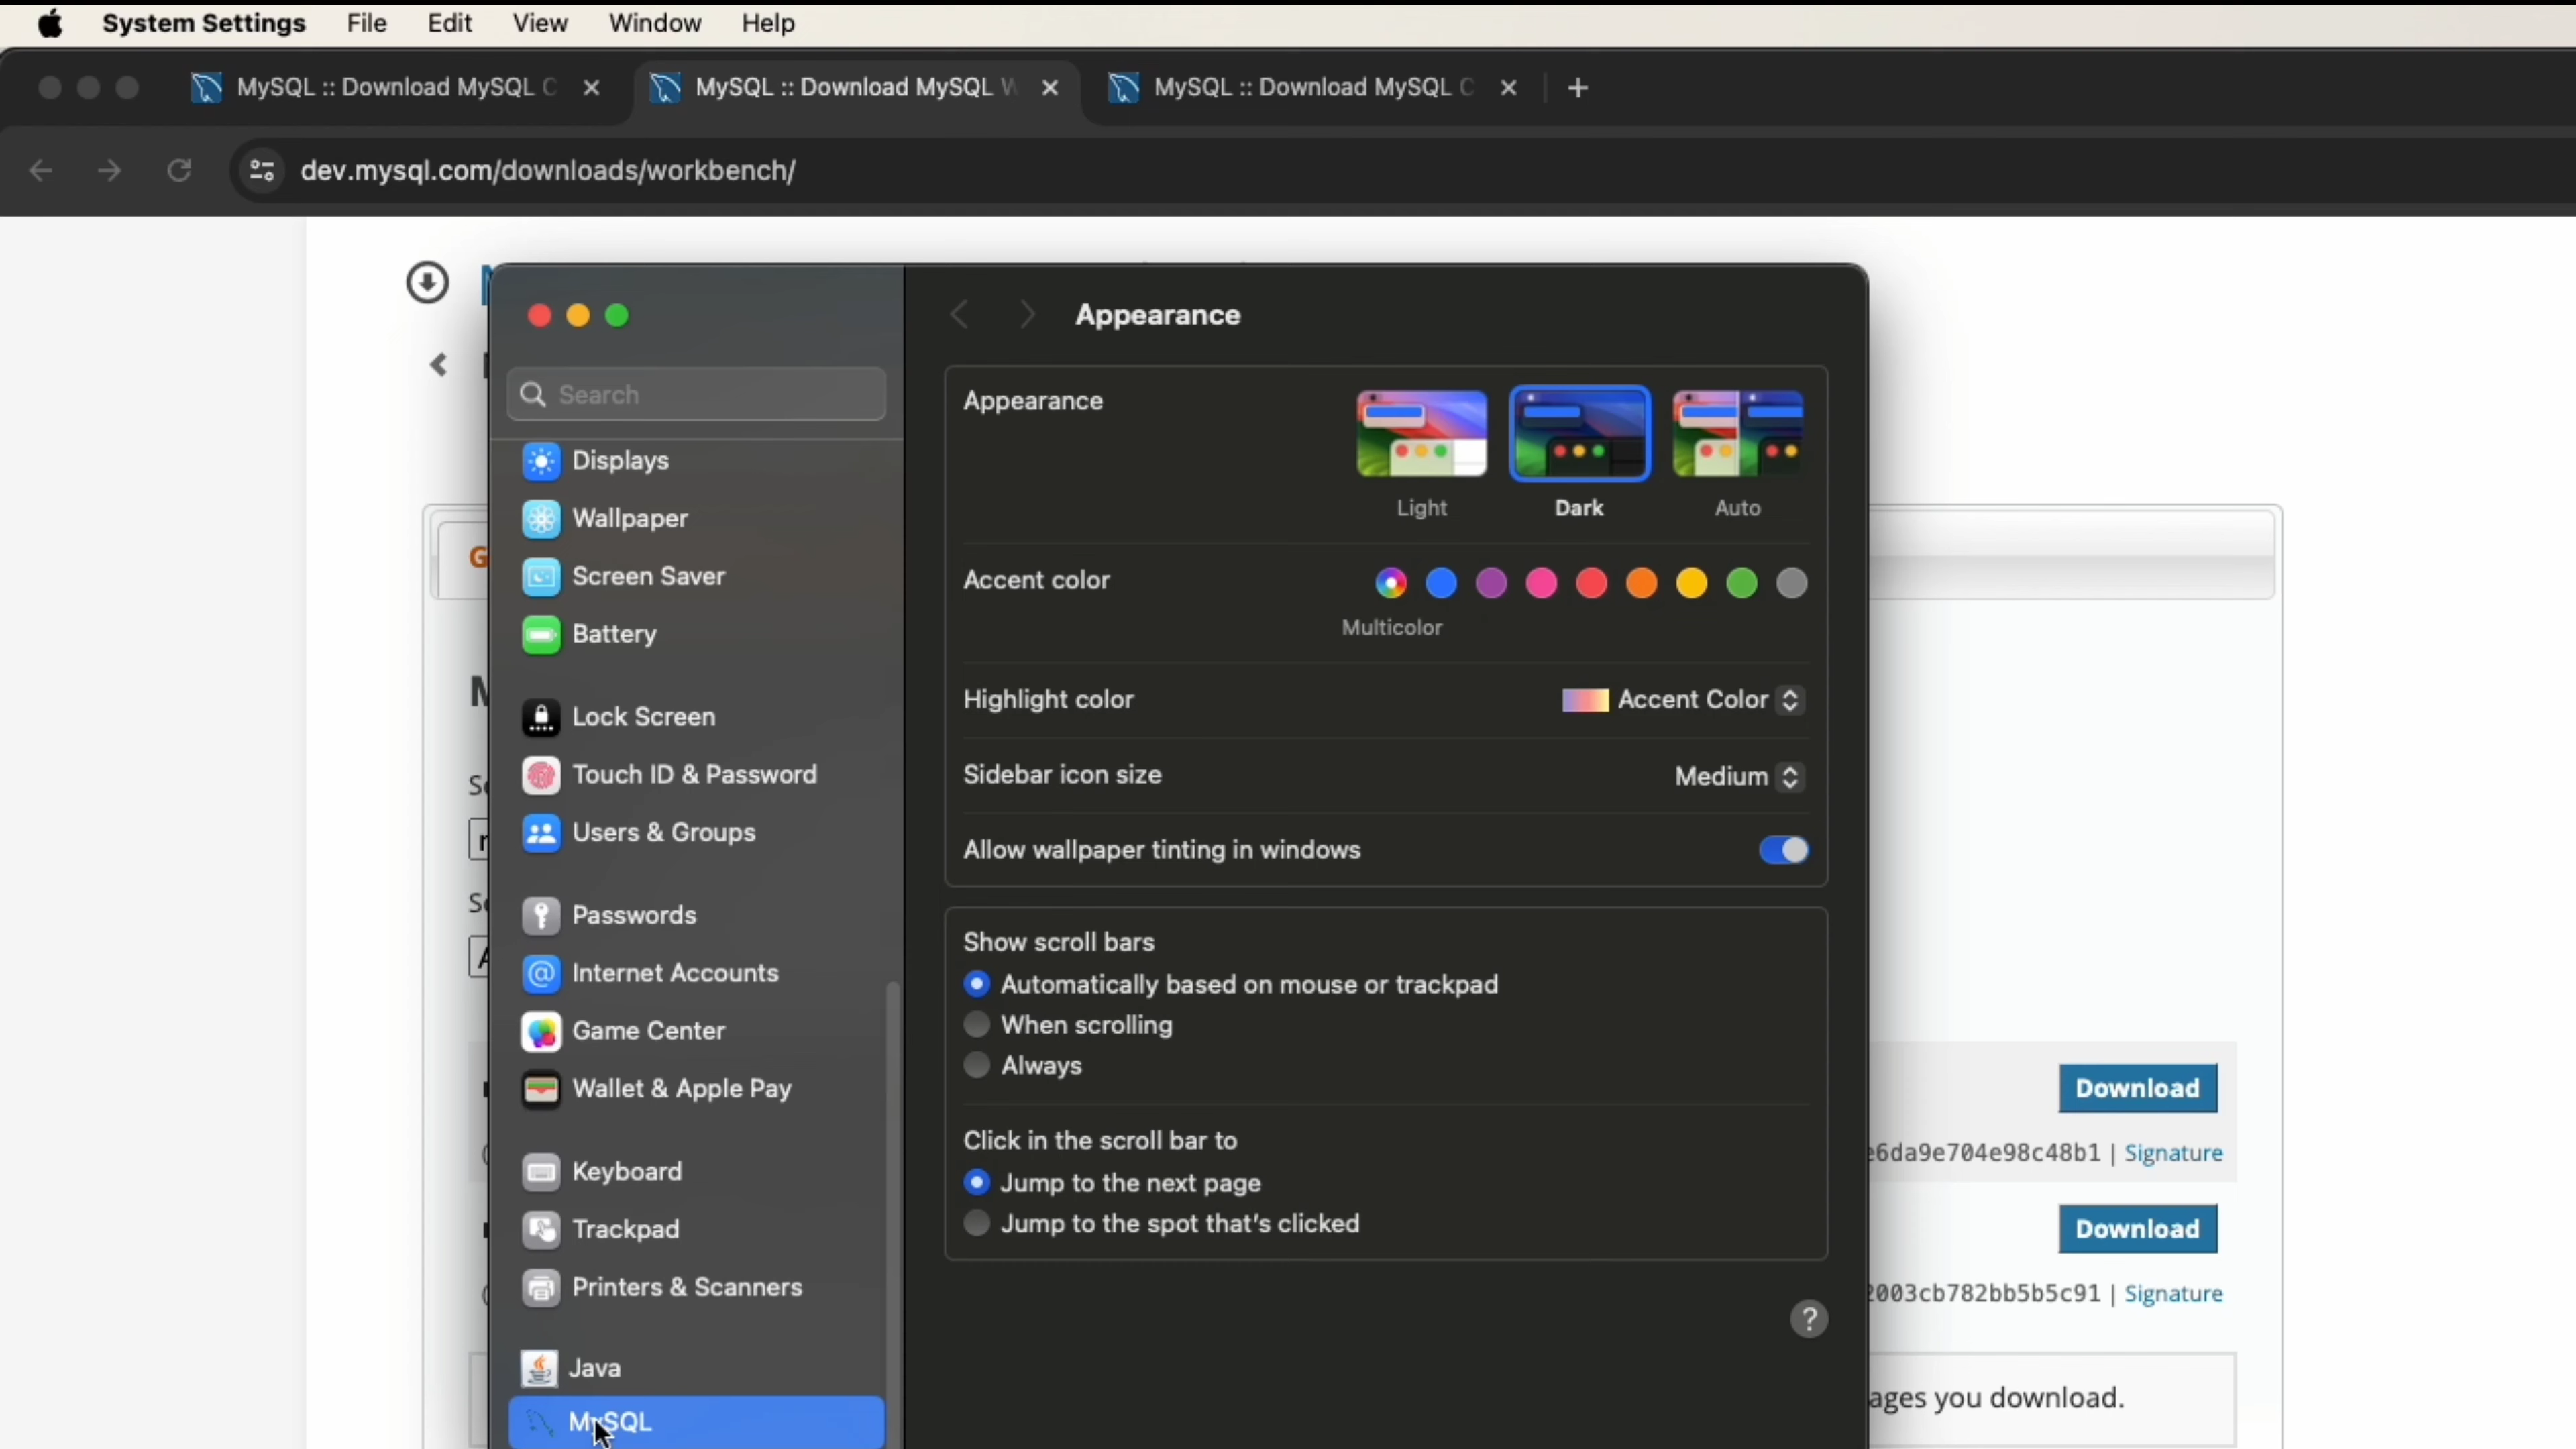 System Settings File Edit View Window Help
MySQL :: Download MySQL C MySQL :: Download MySQL W MySQL :: Download MySQL C
dev.mysql.com/downloads/workbench/
Appearance
Search
Displays
Wallpaper
Screen Saver
Battery
Lock Screen
Touch ID & Password
Users & Groups
Passwords
Internet Accounts
Game Center
Wallet & Apple Pay
Keyboard
Trackpad
Printers & Scanners
Java
MySQL
Appearance
Light Dark Auto
Accent color
Multicolor
Highlight color Accent Color
Sidebar icon size Medium
Allow wallpaper tinting in windows
Show scroll bars
Automatically based on mouse or trackpad
When scrolling
Always
Click in the scroll bar to
Jump to the next page
Jump to the spot that's clicked
?
Download
e6da9e704e98c48b1 | Signature
Download
2003cb782bb5b5c91 | Signature
ages you download.